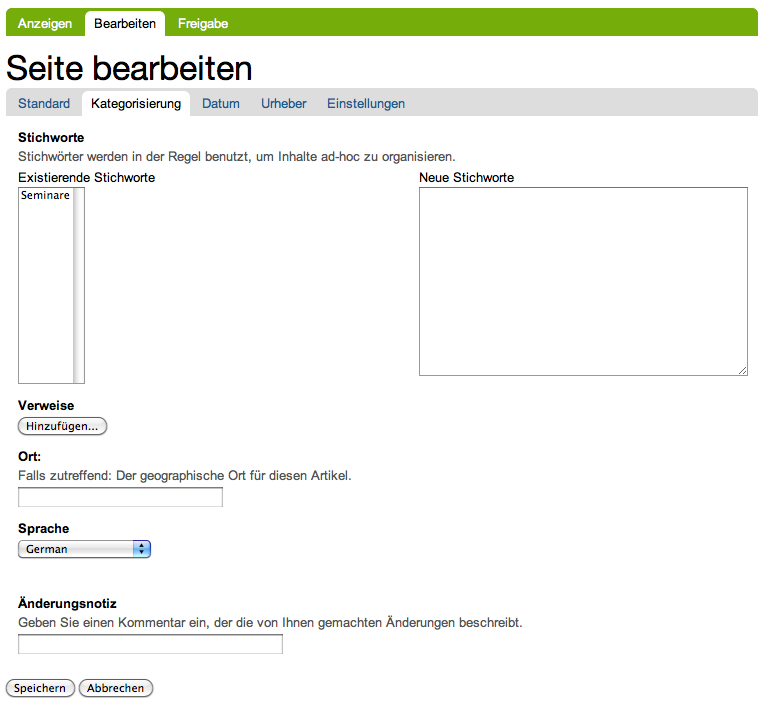 Anzeigen Bearbeiten Freigabe
Seite bearbeiten
Standard Kategorisierung Datum Urheber Einstellungen
Stichworte
Stichwörter werden in der Regel benutzt, um Inhalte ad-hoc zu organisieren.
Existierende Stichworte Neue Stichworte
Seminare
Verweise
Hinzufügen...
Ort:
Falls zutreffend: Der geographische Ort für diesen Artikel.
Sprache
German
Änderungsnotiz
Geben Sie einen Kommentar ein, der die von Ihnen gemachten Änderungen beschreibt.
Speichern Abbrechen